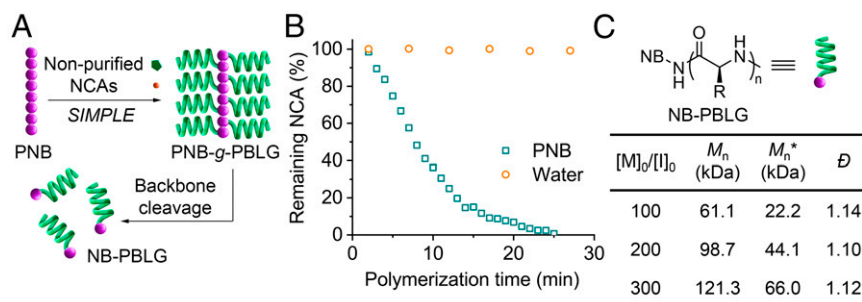 A
Non-purified
NCAs
SIMPLE
PNB
PNB-g-PBLG
Backbone
cleavage
NB-PBLG
B
Remaining NCA (%)
100
80
60
40
20
0
PNB
Water
0
10
20
30
Polymerization time (min)
C
NB
N
H
O
H
N
R
n
NB-PBLG
[M]0/[I]0 Mn (kDa) Mn* (kDa) Đ
100 61.1 22.2 1.14
200 98.7 44.1 1.10
300 121.3 66.0 1.12